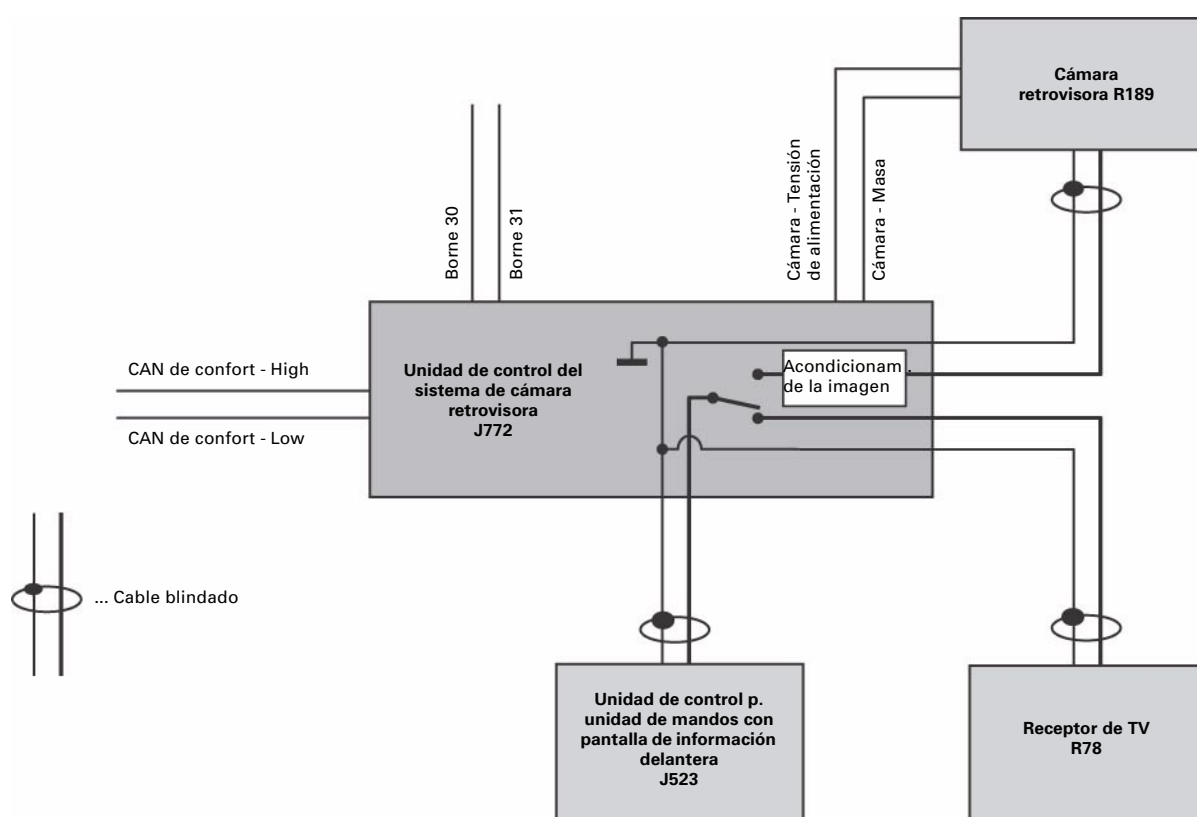 Cámara
retrovisora R189
Borne 30
Borne 31
Cámara - Tensión
de alimentación
Cámara - Masa
CAN de confort - High
CAN de confort - Low
Unidad de control del
sistema de cámara
retrovisora
J772
Acondicionam .
de la imagen
... Cable blindado
Unidad de control p.
unidad de mandos con
pantalla de información
delantera
J523
Receptor de TV
R78